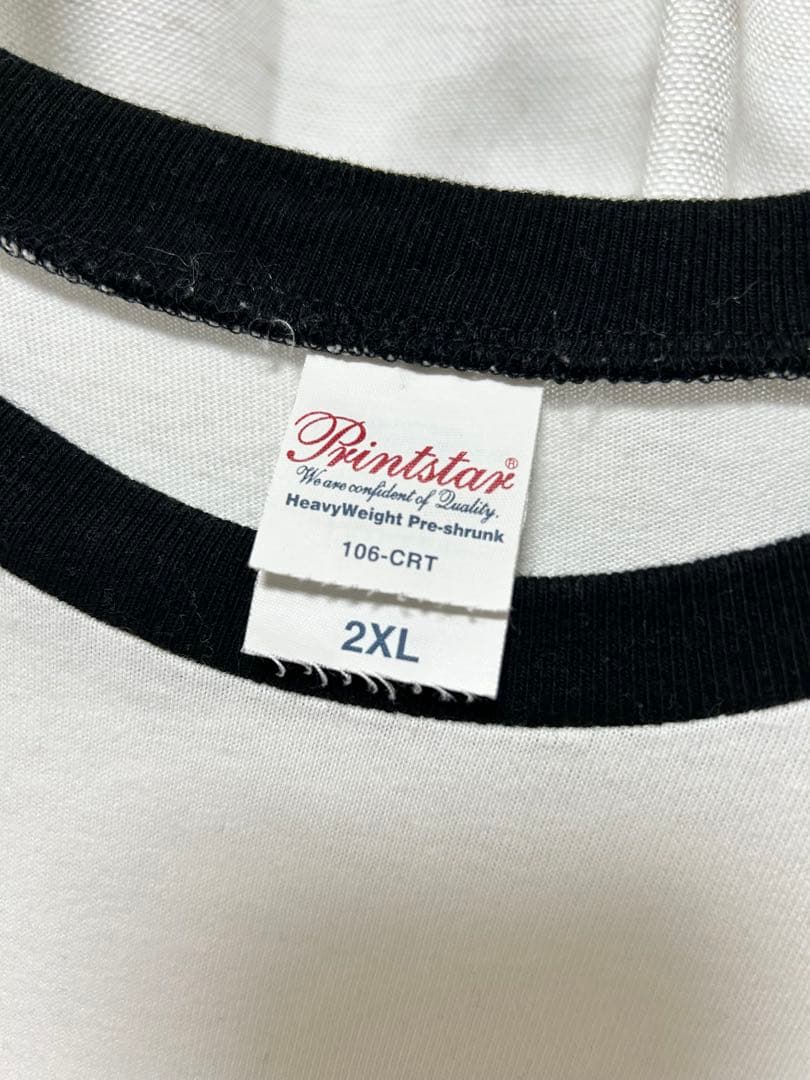 Printstar®
We are confident of Quality.
HeavyWeight Pre-shrunk
106-CRT
2XL